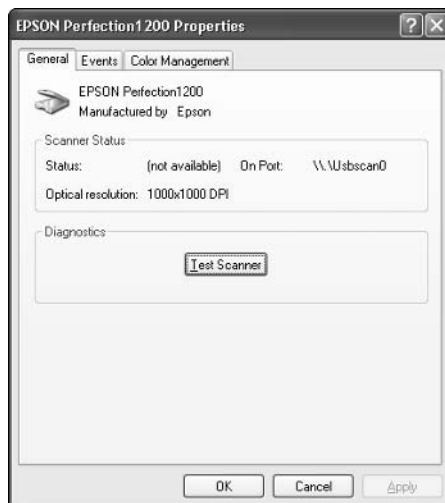 EPSON Perfection1200 Properties
General Events Color Management
EPSON Perfection1200
Manufactured by Epson
Scanner Status
Status: (not available) On Port: \\.\Usbscan0
Optical resolution: 1000x1000 DPI
Diagnostics
Test Scanner
OK Cancel Apply